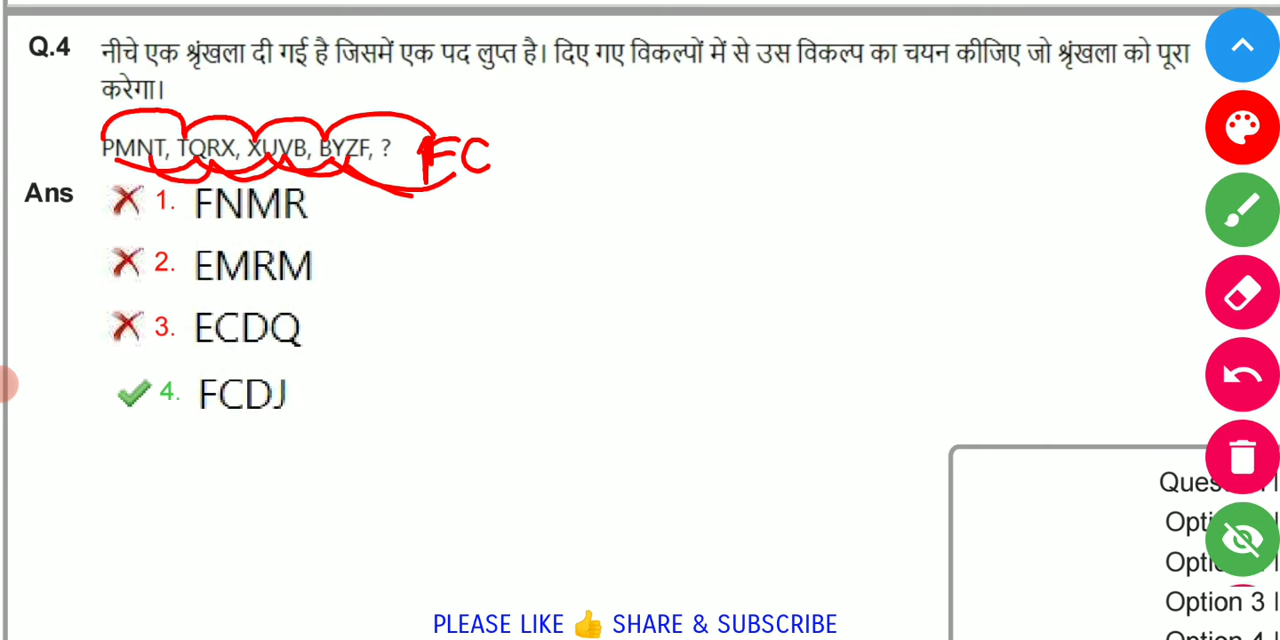 Q.4 नीचे एक श्रृंखला दी गई है जिसमें एक पद लुप्त है। दिए गए विकल्पों में से उस विकल्प का चयन कीजिए जो श्रृंखला को पूरा
करेगा।
PMNT, TQRX, XUVB, BYZF, ? FC
Ans 1. FNMR
2. EMRM
3. ECDQ
4. FCDJ
Option 3
PLEASE LIKE 👍 SHARE & SUBSCRIBE